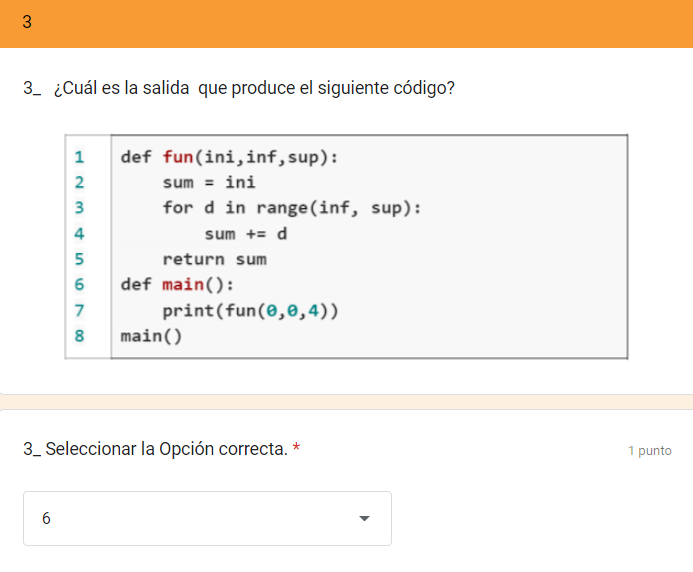 3
3_ ¿Cuál es la salida que produce el siguiente código?
1 def fun(ini,inf,sup):
2 sum = ini
3 for d in range(inf, sup):
4 sum += d
5 return sum
6 def main():
7 print(fun(0,0,4))
8 main()
3_ Seleccionar la Opción correcta. * 1 punto
6